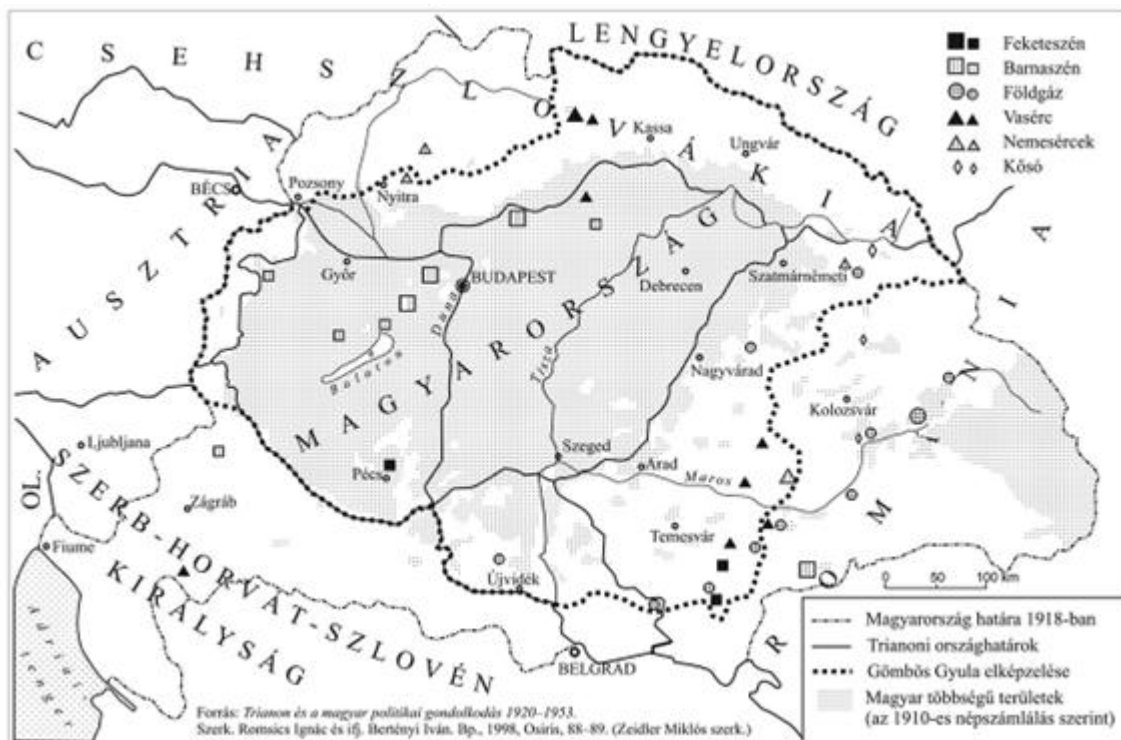 CSEHSZLOVÁKIA
LENGYELORSZÁG
AUSZTRIA
MAGYARORSZÁG
ROMÁNIA
SZERB-HORVÁT-SZLOVÉN
KIRÁLYSÁG
OL.
Adriai
tenger
Feketeszén
Barnaszén
Földgáz
Vasérc
Nemesércek
Kősó
Kassa
Ungvár
BÉCS
Pozsony
Nyitra
Győr
BUDAPEST
Duna
Debrecen
Szatmárnémeti
Balaton
Tisza
Nagyvárad
Kolozsvár
Ljubljana
Szeged
Arad
Maros
Pécs
Zágráb
Temesvár
Fiume
Újvidék
BELGRÁD
0 50 100 km
Magyarország határa 1918-ban
Trianoni országhatárok
Gömbös Gyula elképzelése
Magyar többségű területek
(az 1910-es népszámlálás szerint)
Forrás: Trianon és a magyar politikai gondolkodás 1920–1953.
Szerk. Romsics Ignác és ifj. Bertényi Iván. Bp., 1998, Osiris, 88–89. (Zeidler Miklós szerk.)